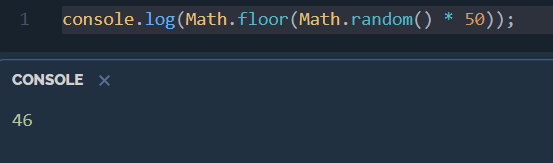 1 console.log(Math.floor(Math.random() * 50));
CONSOLE ×
46